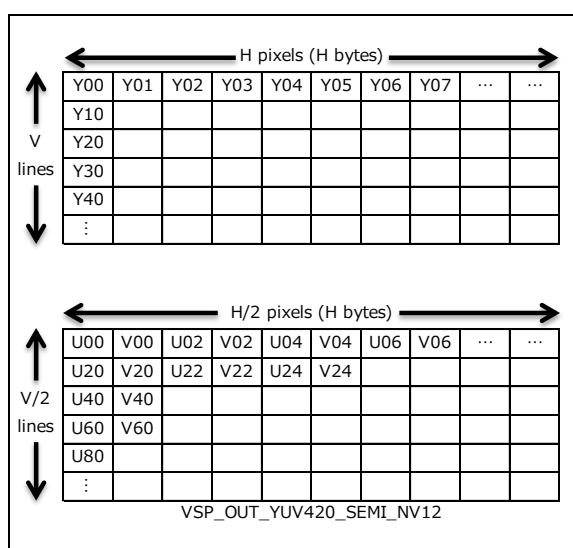 H pixels (H bytes)
V
lines
Y00 Y01 Y02 Y03 Y04 Y05 Y06 Y07 … …
Y10
Y20
Y30
Y40
⋮
H/2 pixels (H bytes)
V/2
lines
U00 V00 U02 V02 U04 V04 U06 V06 … …
U20 V20 U22 V22 U24 V24
U40 V40
U60 V60
U80
⋮
VSP_OUT_YUV420_SEMI_NV12